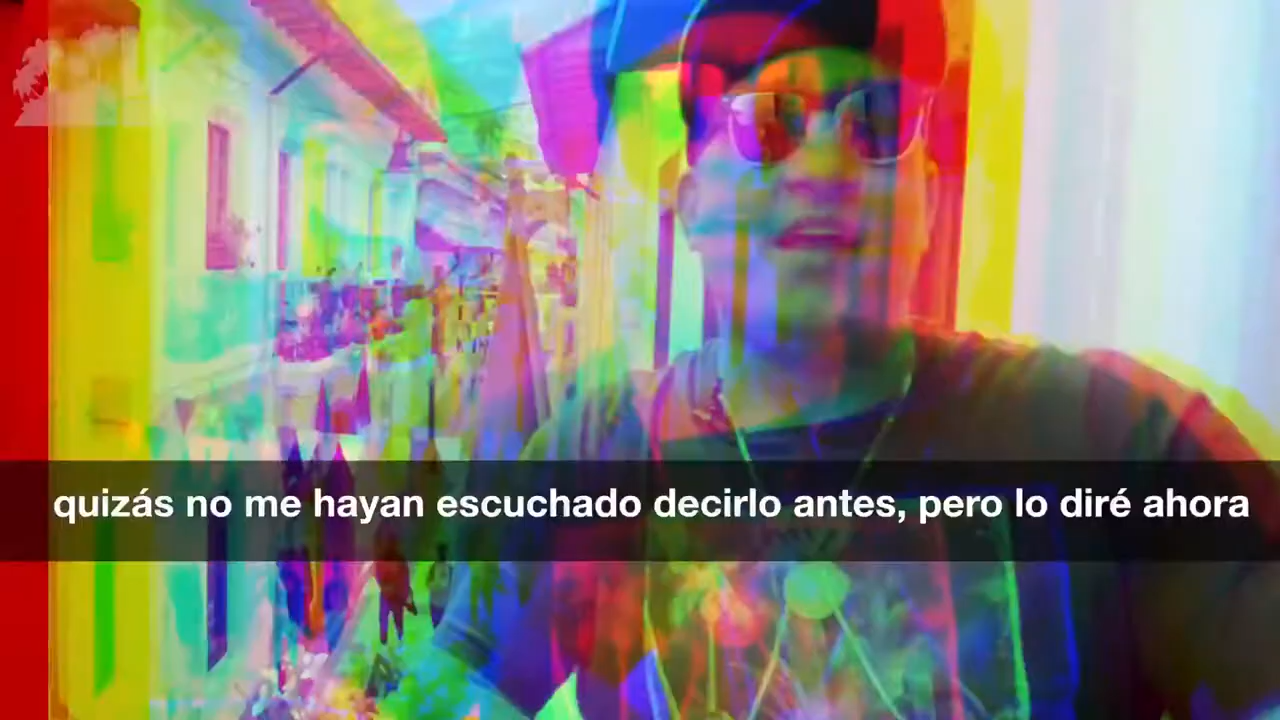 quizás no me hayan escuchado decirlo antes, pero lo diré ahora